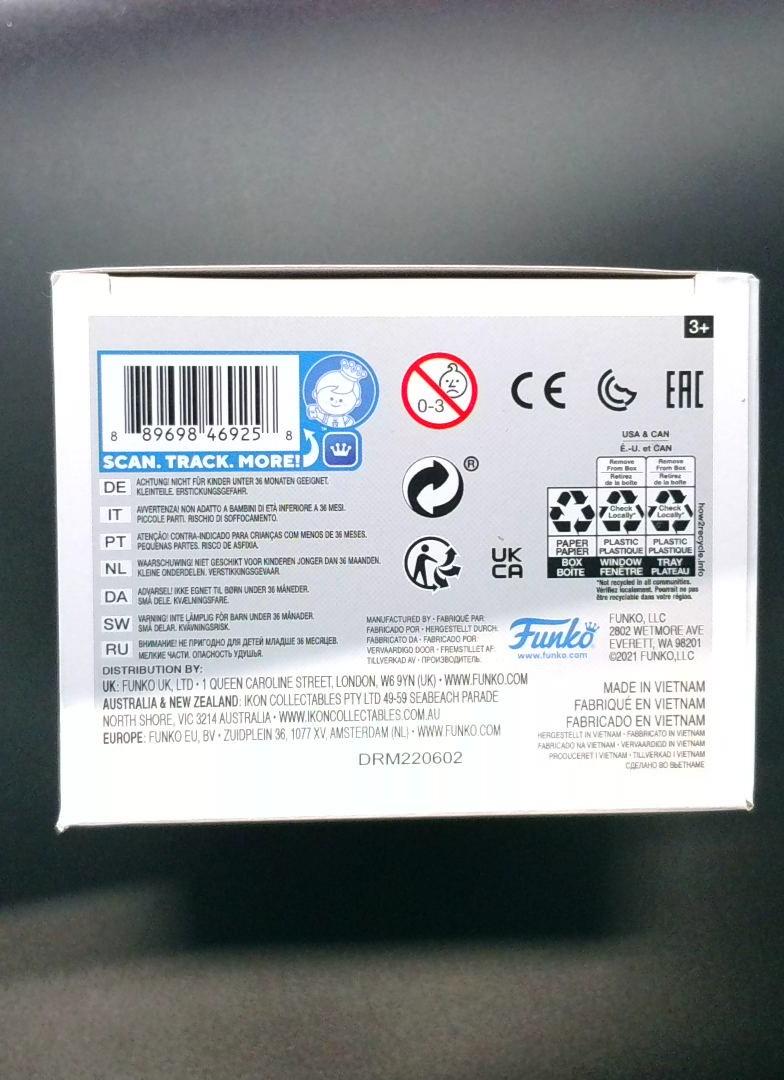 3+
8 89698 46925 8
SCAN. TRACK. MORE!
0-3
CE
EAC
USA & CAN
É.-U. et CAN
Remove From Box
Retirez de la boîte
Remove From Box
Retirez de la boîte
Check Locally*
Check Locally*
PAPER PAPIER
PLASTIC PLASTIQUE
PLASTIC PLASTIQUE
BOX BOÎTE
WINDOW FENÊTRE
TRAY PLATEAU
how2recycle.info
*Not recycled in all communities.
Vérifiez localement. Pourrait ne pas
être recyclable dans votre région.
®
UK
CA
DE ACHTUNG! NICHT FÜR KINDER UNTER 36 MONATEN GEEIGNET.
KLEINTEILE. ERSTICKUNGSGEFAHR.
IT AVVERTENZA! NON ADATTO A BAMBINI DI ETÀ INFERIORE A 36 MESI.
PICCOLE PARTI. RISCHIO DI SOFFOCAMENTO.
PT ATENÇÃO! CONTRA-INDICADO PARA CRIANÇAS COM MENOS DE 36 MESES.
PEQUENAS PARTES. RISCO DE ASFIXIA.
NL WAARSCHUWING! NIET GESCHIKT VOOR KINDEREN JONGER DAN 36 MAANDEN.
KLEINE ONDERDELEN. VERSTIKKINGSGEVAAR.
DA ADVARSEL! IKKE EGNET TIL BØRN UNDER 36 MÅNEDER.
SMÅ DELE. KVÆLNINGSFARE.
SW VARNING! INTE LÄMPLIG FÖR BARN UNDER 36 MÅNADER.
SMÅ DELAR. KVÄVNINGSRISK.
RU ВНИМАНИЕ! НЕ ПРИГОДНО ДЛЯ ДЕТЕЙ МЛАДШЕ 36 МЕСЯЦЕВ.
МЕЛКИЕ ЧАСТИ. ОПАСНОСТЬ УДУШЬЯ.
MANUFACTURED BY • FABRIQUÉ PAR:
FABRICADO POR • HERGESTELLT DURCH:
FABBRICATO DA • FABRICADO POR:
VERVAARDIGD DOOR • FREMSTILLET AF:
TILLVERKAD AV • ПРОИЗВОДИТЕЛЬ:
Funko
www.funko.com
FUNKO, LLC
2802 WETMORE AVE
EVERETT, WA 98201
©2021 FUNKO,LLC
DISTRIBUTION BY:
UK: FUNKO UK, LTD • 1 QUEEN CAROLINE STREET, LONDON, W6 9YN (UK) • WWW.FUNKO.COM
AUSTRALIA & NEW ZEALAND: IKON COLLECTABLES PTY LTD 49-59 SEABEACH PARADE
NORTH SHORE, VIC 3214 AUSTRALIA • WWW.IKONCOLLECTABLES.COM.AU
EUROPE: FUNKO EU, BV • ZUIDPLEIN 36, 1077 XV, AMSTERDAM (NL) • WWW.FUNKO.COM
MADE IN VIETNAM
FABRIQUÉ EN VIETNAM
FABRICADO EN VIETNAM
HERGESTELLT IN VIETNAM • FABBRICATO IN VIETNAM
FABRICADO NA VIETNAM • VERVAARDIGD IN VIETNAM
PRODUCERET I VIETNAM • TILLVERKAD I VIETNAM
СДЕЛАНО ВО ВЬЕТНАМЕ
DRM220602